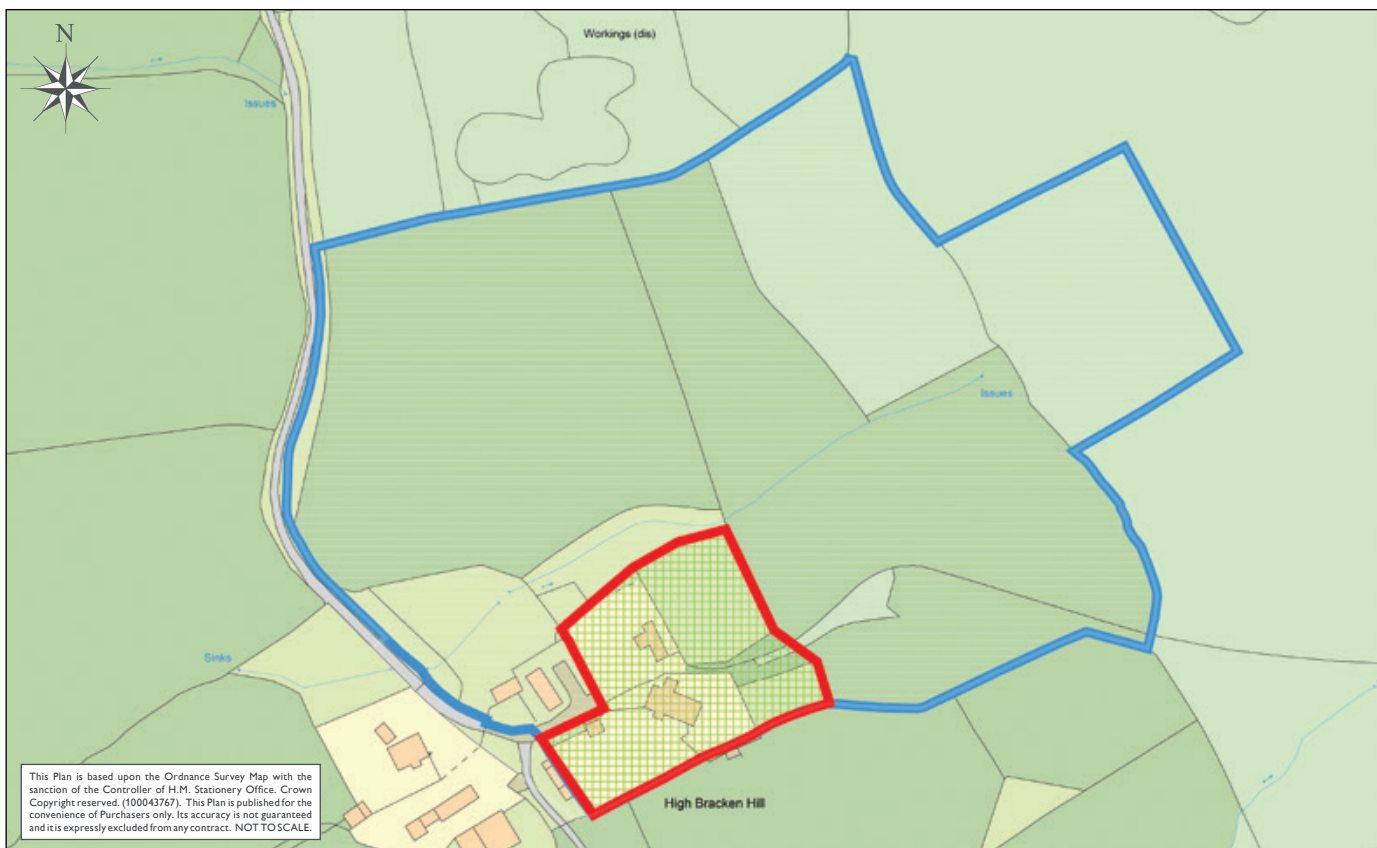 N
Workings (dis)
Issues
Issues
Sinks
High Bracken Hill
This Plan is based upon the Ordnance Survey Map with the
sanction of the Controller of H.M. Stationery Office. Crown
Copyright reserved. (100043767). This Plan is published for the
convenience of Purchasers only. Its accuracy is not guaranteed
and it is expressly excluded from any contract. NOT TO SCALE.